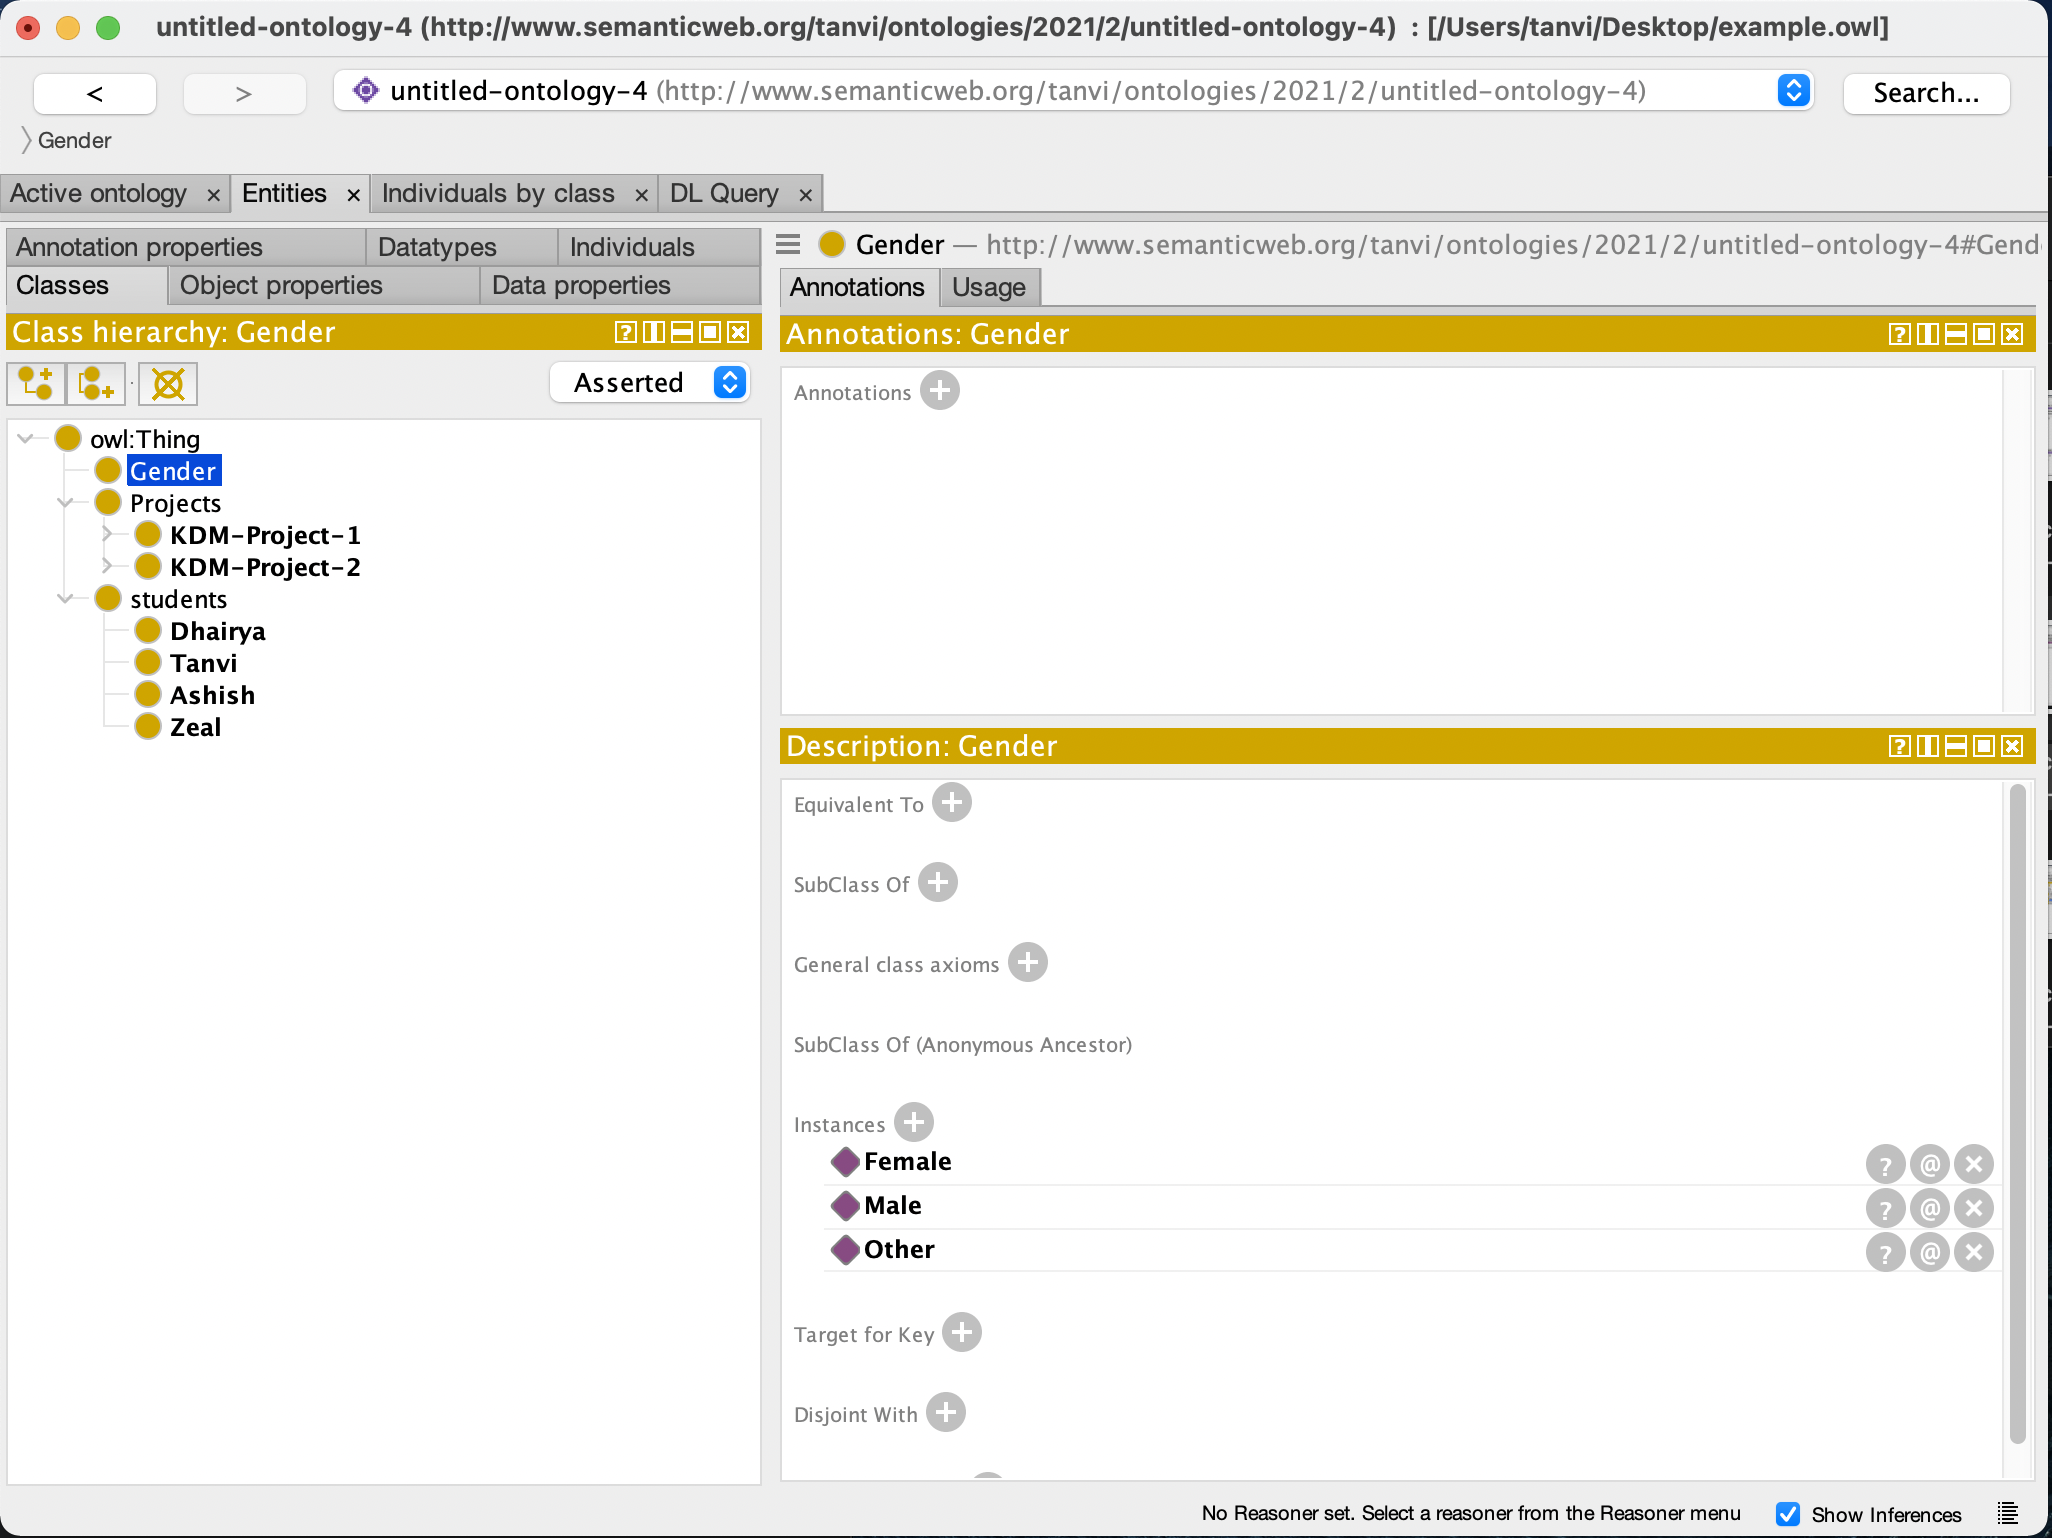 untitled-ontology-4 (http://www.semanticweb.org/tanvi/ontologies/2021/2/untitled-ontology-4) : [/Users/tanvi/Desktop/example.owl]
< > untitled-ontology-4 (http://www.semanticweb.org/tanvi/ontologies/2021/2/untitled-ontology-4) Search...
Gender
Active ontology × Entities × Individuals by class × DL Query ×
Annotation properties Datatypes Individuals
Classes Object properties Data properties
Class hierarchy: Gender
Asserted
owl:Thing
Gender
Projects
KDM-Project-1
KDM-Project-2
students
Dhairya
Tanvi
Ashish
Zeal
Gender — http://www.semanticweb.org/tanvi/ontologies/2021/2/untitled-ontology-4#Gend
Annotations Usage
Annotations: Gender
Annotations
Description: Gender
Equivalent To
SubClass Of
General class axioms
SubClass Of (Anonymous Ancestor)
Instances
Female
Male
Other
Target for Key
Disjoint With
No Reasoner set. Select a reasoner from the Reasoner menu Show Inferences